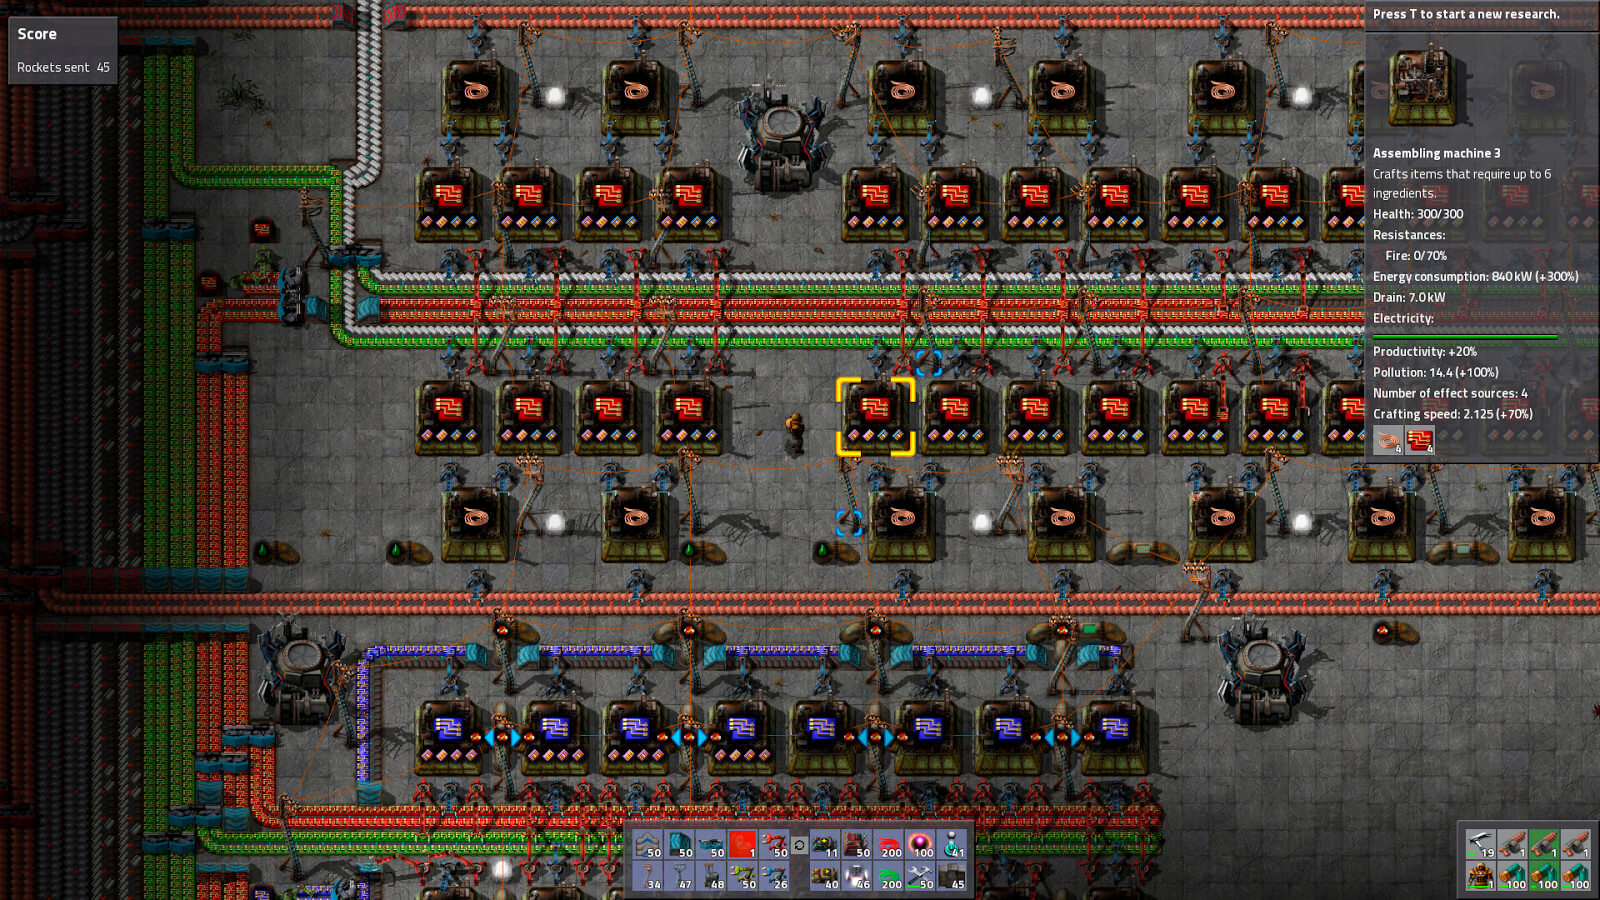 Score
Rockets sent 45
Press T to start a new research.
Assembling machine 3
Crafts items that require up to 6
ingredients.
Health: 300/300
Resistances:
Fire: 0/70%
Energy consumption: 840 kW (+300%)
Drain: 7.0 kW
Electricity:
Productivity: +20%
Pollution: 14.4 (+100%)
Number of effect sources: 4
Crafting speed: 2.125 (+70%)
4 4
50 50 50 1 50 11 50 200 100 41
34 47 48 50 26 40 46 200 50 45
19 1 1 1
1 100 100 100